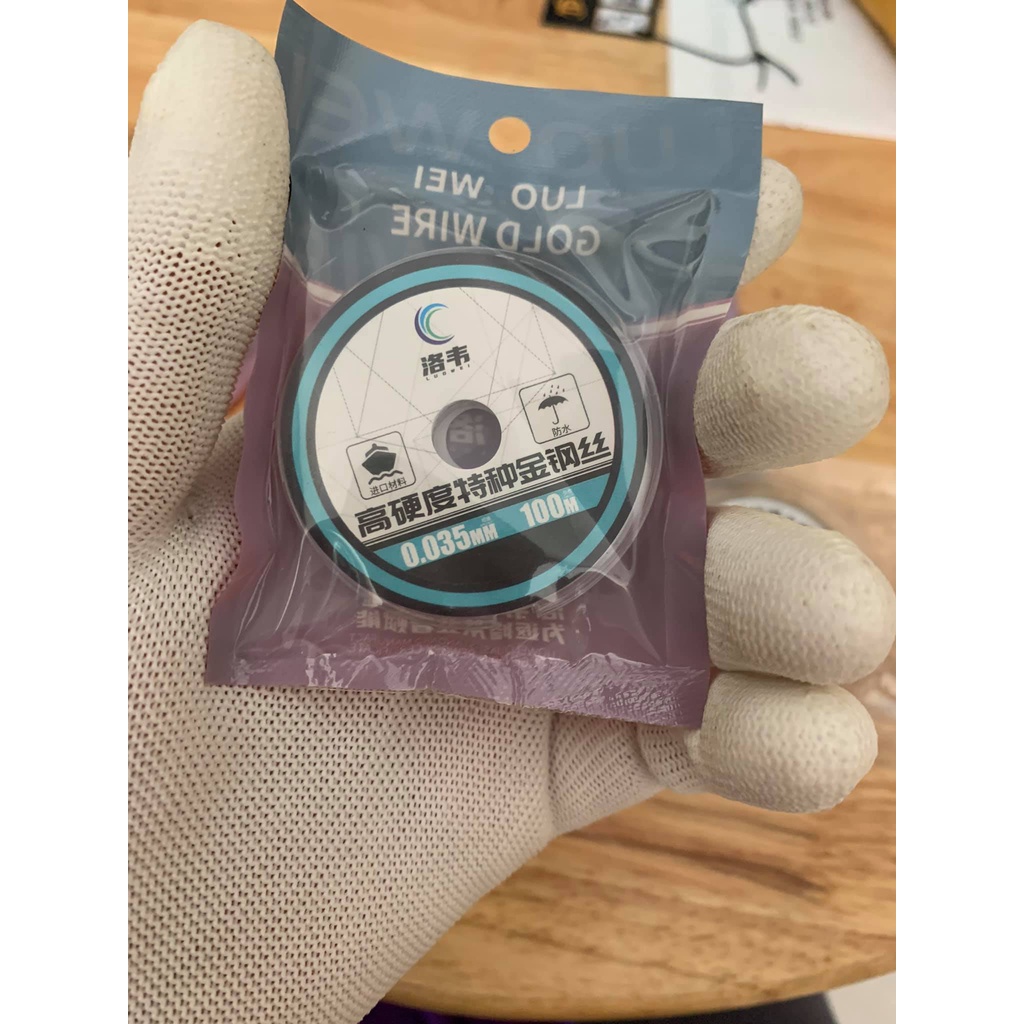 LUO WEI
GOLD WIRE
洛韦
LUOWEI
进口材料
防水
高硬度特种金钢丝
0.035MM 100M